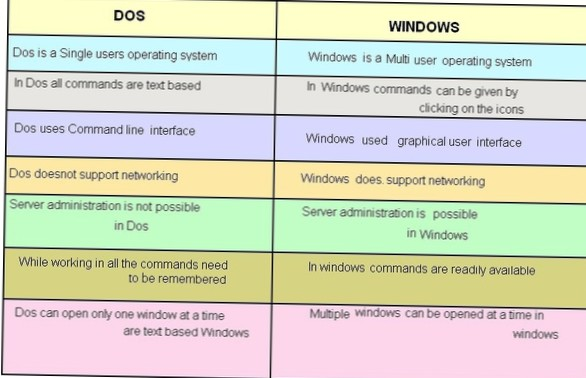 DOS WINDOWS
Dos is a Single users operating system Windows is a Multi user operating system
In Dos all commands are text based In Windows commands can be given by
clicking on the icons
Dos uses Command line interface Windows used graphical user interface
Dos doesnot support networking Windows does. support networking
Server administration is not possible Server administration is possible
in Dos in Windows
While working in all the commands need In windows commands are readily available
to be remembered
Dos can open only one window at a time Multiple windows can be opened at a time in
are text based Windows windows